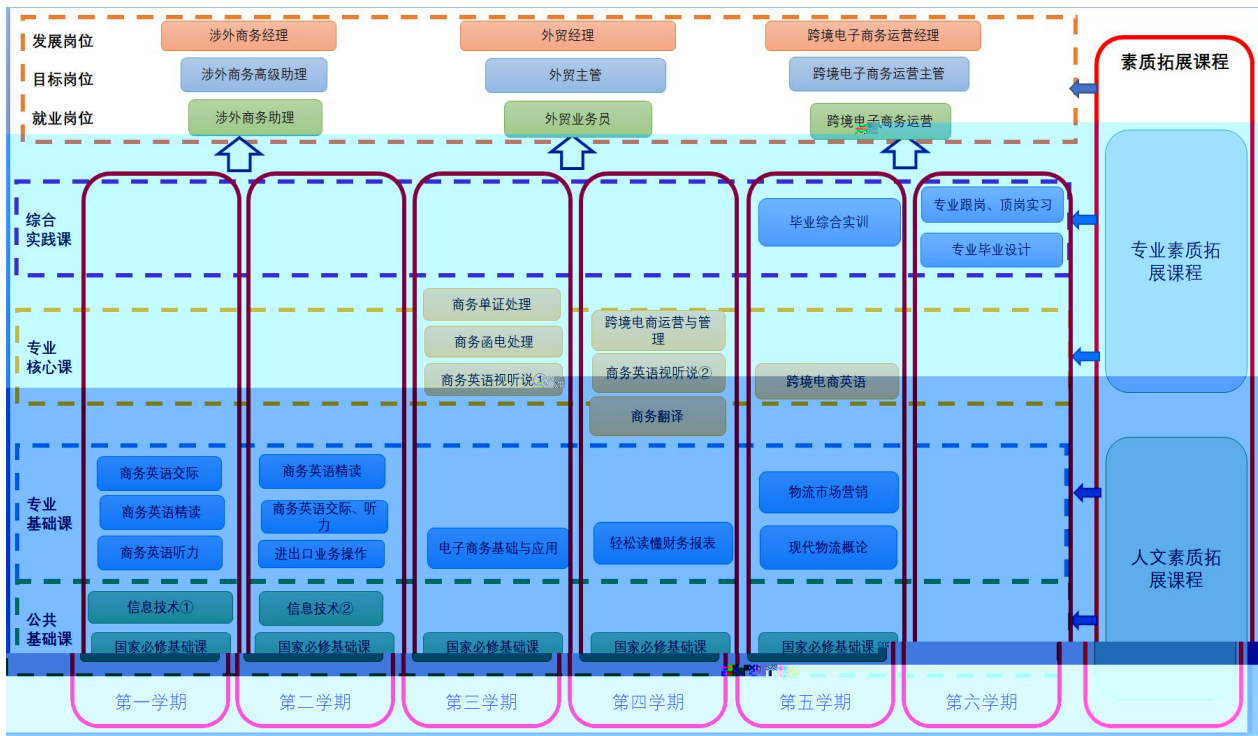 发展岗位 涉外商务经理 外贸经理 跨境电子商务运营经理
目标岗位 涉外商务高级助理 外贸主管 跨境电子商务运营主管
就业岗位 涉外商务助理 外贸业务员 跨境电子商务运营
素质拓展课程
专业素质拓
展课程
人文素质拓
展课程
综合
实践课
毕业综合实训
专业跟岗、顶岗实习
专业毕业设计
专业
核心课
商务单证处理
商务函电处理
商务英语视听说①
跨境电商运营与管
理
商务英语视听说②
商务翻译
跨境电商英语
专业
基础课
商务英语交际
商务英语精读
商务英语听力
商务英语精读
商务英语交际、听
力
进出口业务操作
电子商务基础与应用
轻松读懂财务报表
物流市场营销
现代物流概论
公共
基础课
信息技术①
国家必修基础课
信息技术②
国家必修基础课
国家必修基础课
国家必修基础课
国家必修基础课
第一学期 第二学期 第三学期 第四学期 第五学期 第六学期